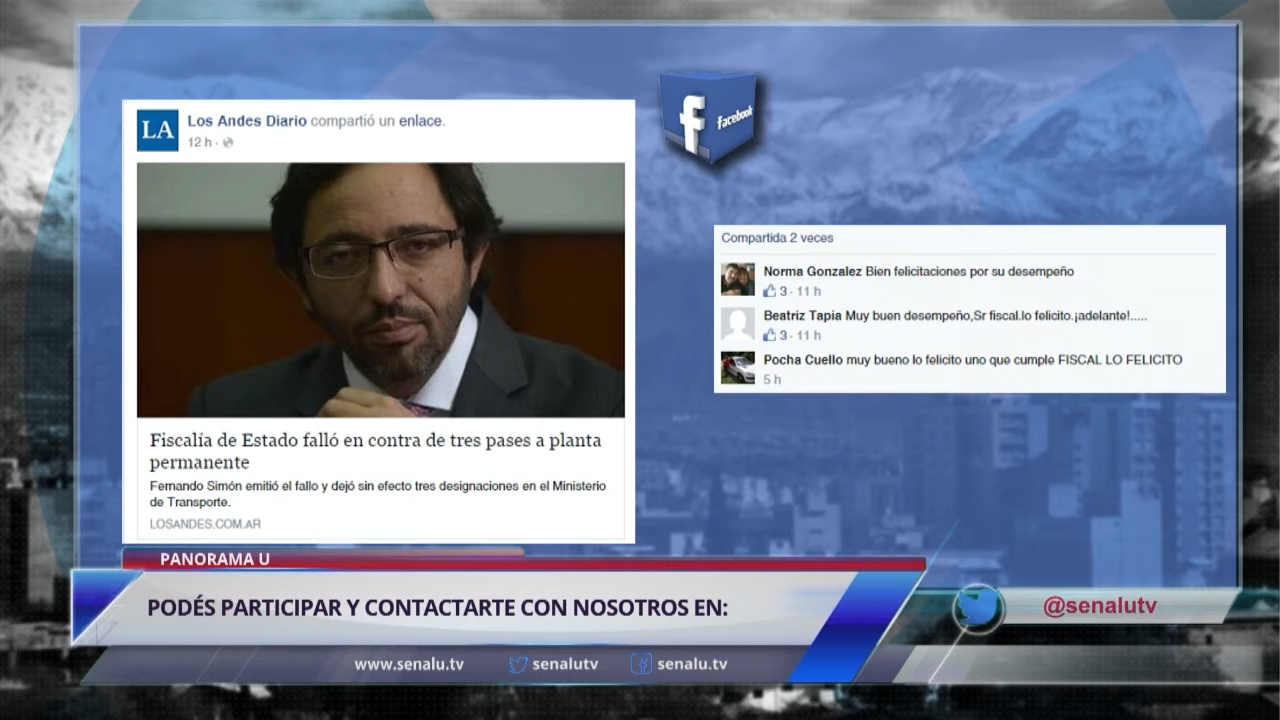 LA
Los Andes Diario compartió un enlace.
12 h ·
Fiscalía de Estado falló en contra de tres pases a planta
permanente
Fernando Simón emitió el fallo y dejó sin efecto tres designaciones en el Ministerio
de Transporte.
LOSANDES.COM.AR
f facebook
Compartida 2 veces
Norma Gonzalez Bien felicitaciones por su desempeño
3 · 11 h
Beatriz Tapia Muy buen desempeño,Sr fiscal.lo felicito.¡adelante!.....
3 · 11 h
Pocha Cuello muy bueno lo felicito uno que cumple FISCAL LO FELICITO
5 h
PANORAMA U
PODÉS PARTICIPAR Y CONTACTARTE CON NOSOTROS EN:
@senalutv
www.senalu.tv senalutv senalu.tv